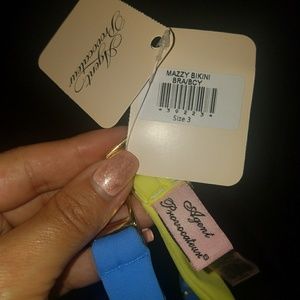 Agent
Provocateur
MAZZY BIKINI
BRA/BCY
Size 3
Agent
Provocateur